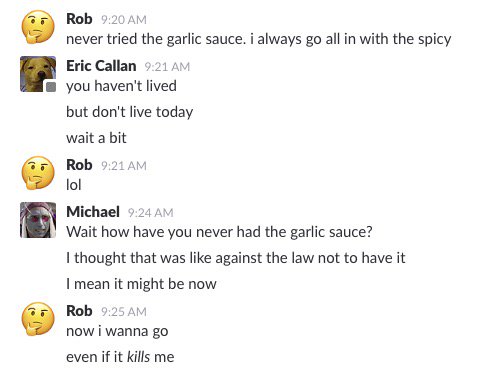 Rob 9:20 AM
never tried the garlic sauce. i always go all in with the spicy
Eric Callan 9:21 AM
you haven't lived
but don't live today
wait a bit
Rob 9:21 AM
lol
Michael 9:24 AM
Wait how have you never had the garlic sauce?
I thought that was like against the law not to have it
I mean it might be now
Rob 9:25 AM
now i wanna go
even if it kills me